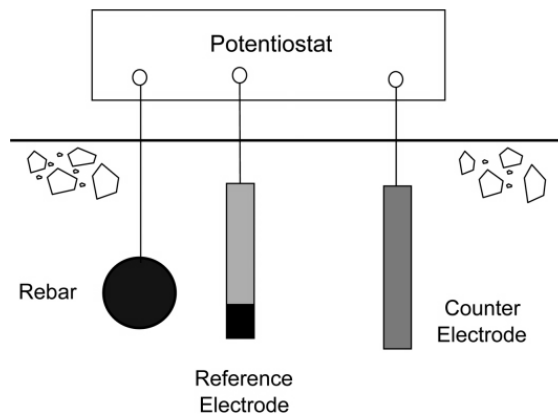 Potentiostat
Rebar
Reference
Electrode
Counter
Electrode